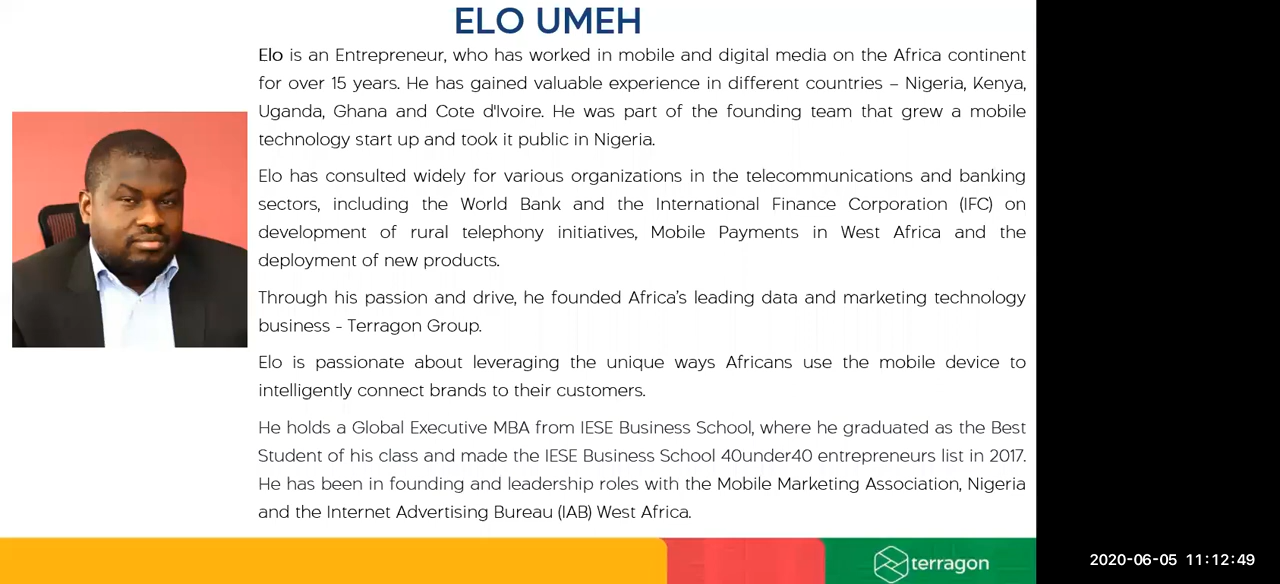 ELO UMEH
Elo is an Entrepreneur, who has worked in mobile and digital media on the Africa continent
for over 15 years. He has gained valuable experience in different countries – Nigeria, Kenya,
Uganda, Ghana and Cote d'Ivoire. He was part of the founding team that grew a mobile
technology start up and took it public in Nigeria.
Elo has consulted widely for various organizations in the telecommunications and banking
sectors, including the World Bank and the International Finance Corporation (IFC) on
development of rural telephony initiatives, Mobile Payments in West Africa and the
deployment of new products.
Through his passion and drive, he founded Africa's leading data and marketing technology
business - Terragon Group.
Elo is passionate about leveraging the unique ways Africans use the mobile device to
intelligently connect brands to their customers.
He holds a Global Executive MBA from IESE Business School, where he graduated as the Best
Student of his class and made the IESE Business School 40under40 entrepreneurs list in 2017.
He has been in founding and leadership roles with the Mobile Marketing Association, Nigeria
and the Internet Advertising Bureau (IAB) West Africa.
terragon
2020-06-05 11:12:49